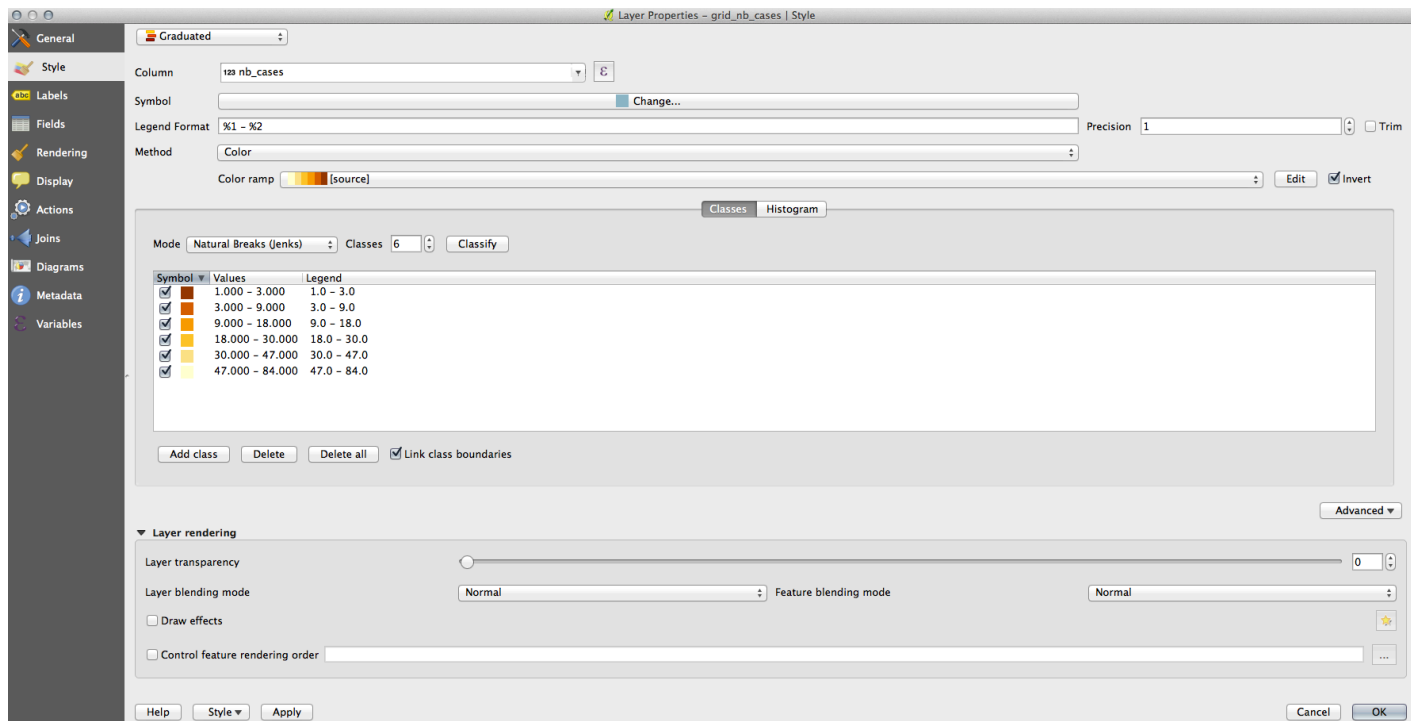 Layer Properties – grid_nb_cases | Style
General
Style
abc Labels
Fields
Rendering
Display
Actions
Joins
Diagrams
i Metadata
ε Variables
Graduated
Column 123 nb_cases ε
Symbol Change...
Legend Format %1 – %2 Precision 1 Trim
Method Color
Color ramp [source] Edit Invert
Classes Histogram
Mode Natural Breaks (Jenks) Classes 6 Classify
Symbol Values Legend
1.000 – 3.000 1.0 – 3.0
3.000 – 9.000 3.0 – 9.0
9.000 – 18.000 9.0 – 18.0
18.000 – 30.000 18.0 – 30.0
30.000 – 47.000 30.0 – 47.0
47.000 – 84.000 47.0 – 84.0
Add class Delete Delete all Link class boundaries
Advanced
Layer rendering
Layer transparency 0
Layer blending mode Normal Feature blending mode Normal
Draw effects
Control feature rendering order ...
Help Style Apply Cancel OK